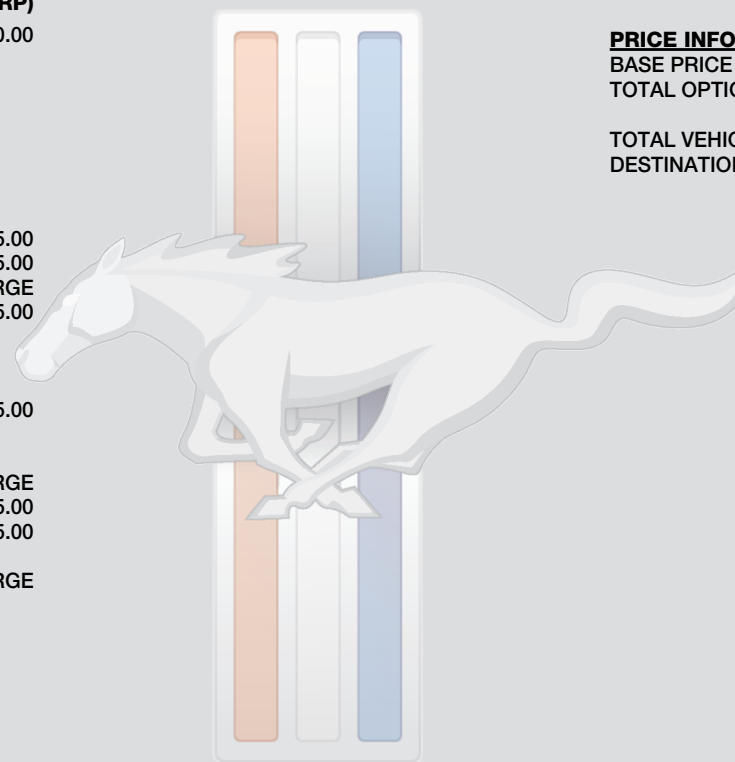 RP)
0.00
5.00
5.00
RGE
5.00
5.00
RGE
5.00
5.00
RGE
PRICE INFO
BASE PRICE
TOTAL OPTIO
TOTAL VEHIC
DESTINATION